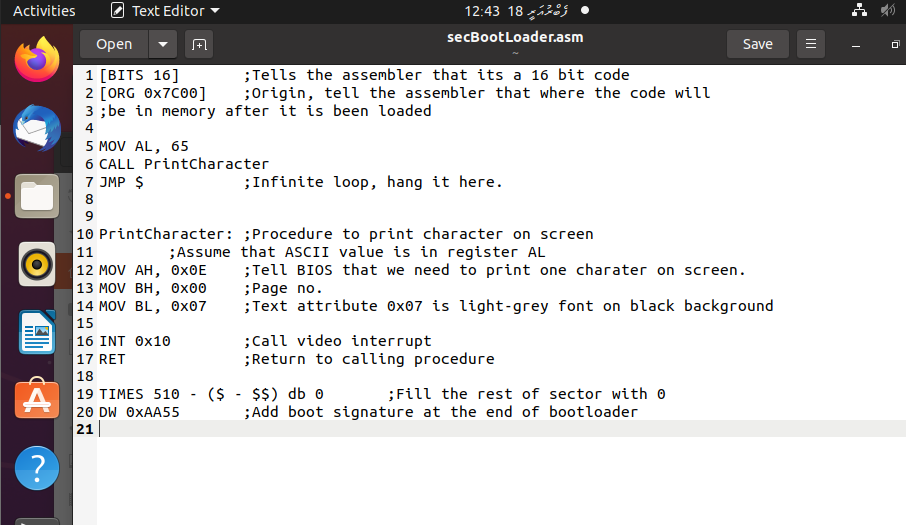 Activities
Text Editor
12:43 18 ފެބްރުއަރީ
Open
secBootLoader.asm
~
Save
1 [BITS 16] ;Tells the assembler that its a 16 bit code
2 [ORG 0x7C00] ;Origin, tell the assembler that where the code will
3 ;be in memory after it is been loaded
4
5 MOV AL, 65
6 CALL PrintCharacter
7 JMP $ ;Infinite loop, hang it here.
8
9
10 PrintCharacter: ;Procedure to print character on screen
11 ;Assume that ASCII value is in register AL
12 MOV AH, 0x0E ;Tell BIOS that we need to print one charater on screen.
13 MOV BH, 0x00 ;Page no.
14 MOV BL, 0x07 ;Text attribute 0x07 is light-grey font on black background
15
16 INT 0x10 ;Call video interrupt
17 RET ;Return to calling procedure
18
19 TIMES 510 - ($ - $$) db 0 ;Fill the rest of sector with 0
20 DW 0xAA55 ;Add boot signature at the end of bootloader
21